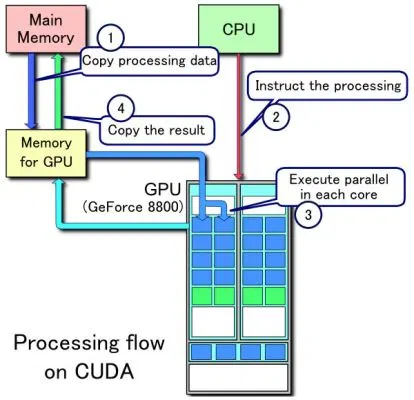 Main
Memory
CPU
1
Copy processing data
Instruct the processing
2
4
Copy the result
Memory
for GPU
GPU
(GeForce 8800)
Execute parallel
in each core
3
Processing flow
on CUDA